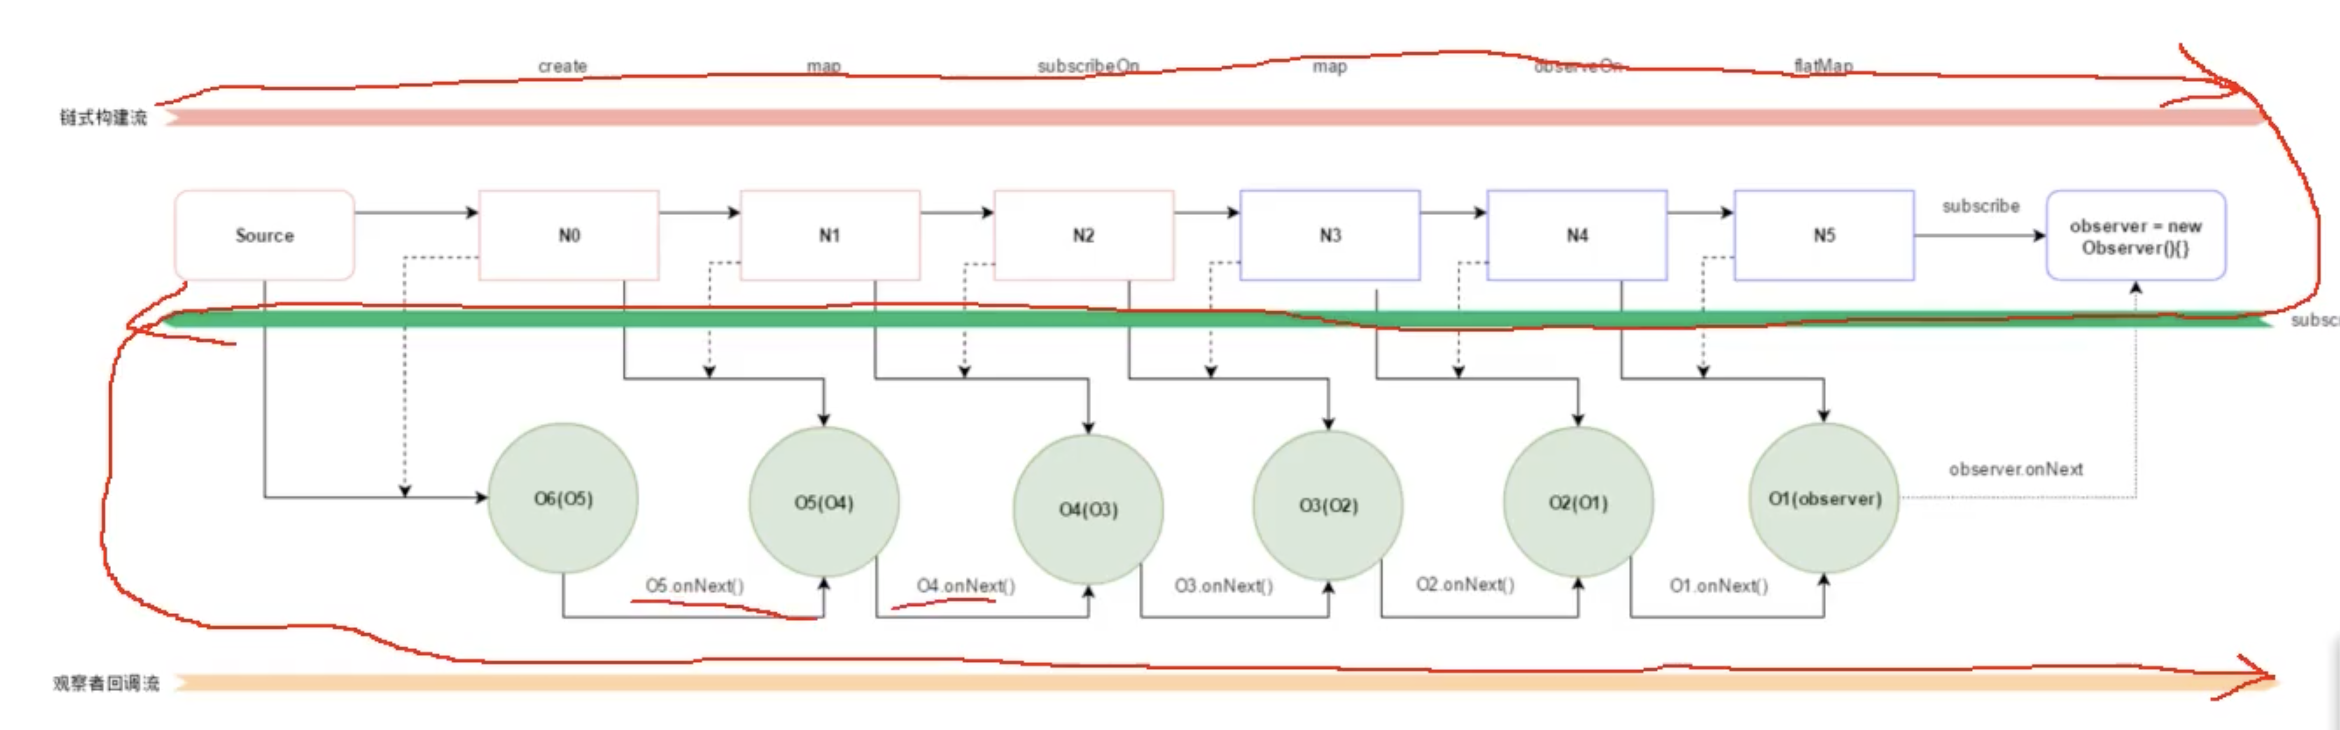 create map subscribeOn map observeOn flatMap
链式构建流
Source N0 N1 N2 N3 N4 N5 subscribe observer = new
Observer(){}
O6(O5) O5(O4) O4(O3) O3(O2) O2(O1) O1(observer) observer.onNext
O5.onNext() O4.onNext() O3.onNext() O2.onNext() O1.onNext()
观察者回调流